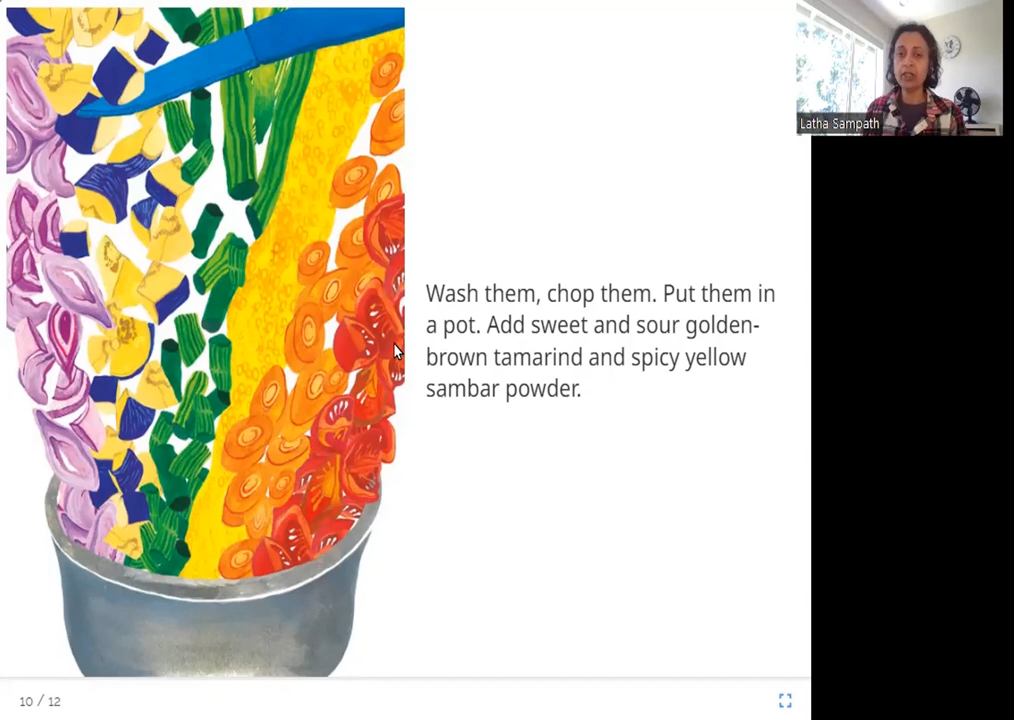 Latha Sampath
Wash them, chop them. Put them in
a pot. Add sweet and sour golden-
brown tamarind and spicy yellow
sambar powder.
10 / 12